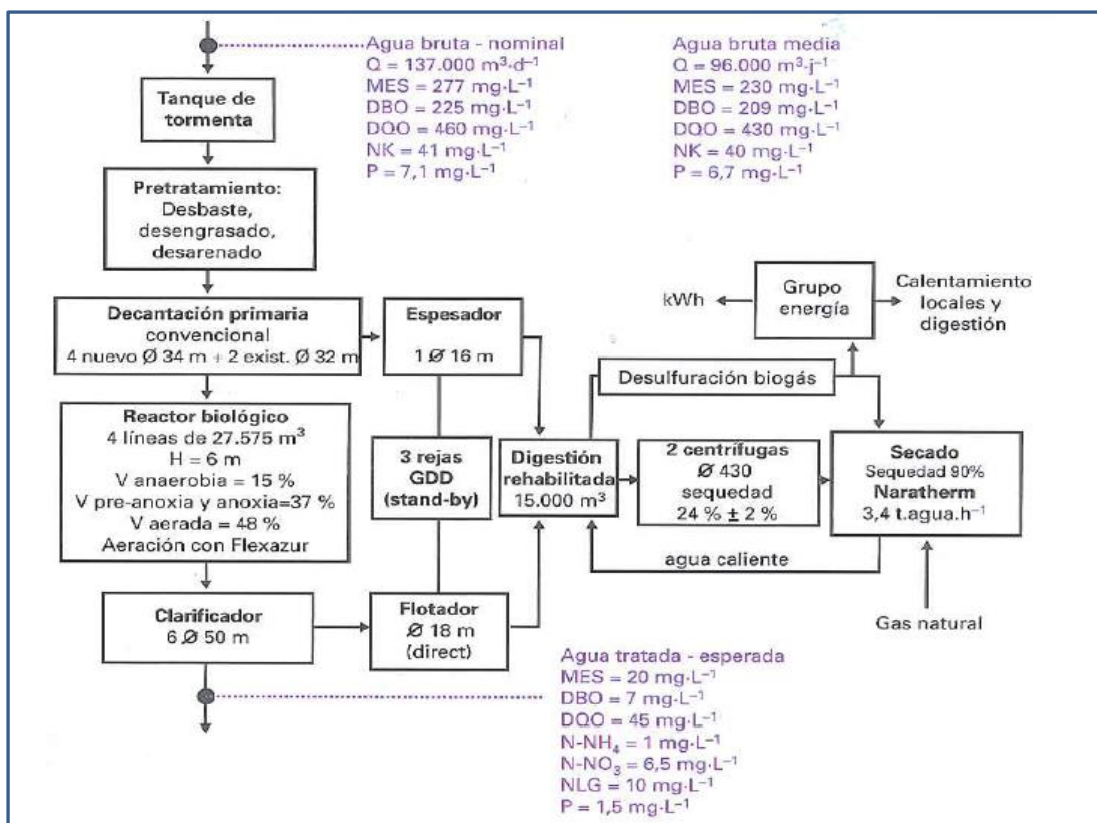 Agua bruta - nominal
Q = 137.000 m³·d⁻¹
MES = 277 mg·L⁻¹
DBO = 225 mg·L⁻¹
DQO = 460 mg·L⁻¹
NK = 41 mg·L⁻¹
P = 7,1 mg·L⁻¹
Agua bruta media
Q = 96.000 m³·j⁻¹
MES = 230 mg·L⁻¹
DBO = 209 mg·L⁻¹
DQO = 430 mg·L⁻¹
NK = 40 mg·L⁻¹
P = 6,7 mg·L⁻¹
Tanque de
tormenta
Pretratamiento:
Desbaste,
desengrasado,
desarenado
Decantación primaria
convencional
4 nuevo Ø 34 m + 2 exist. Ø 32 m
Espesador
1 Ø 16 m
kWh
Grupo
energía
Calentamiento
locales y
digestión
Desulfuración biogás
Reactor biológico
4 líneas de 27.575 m³
H = 6 m
V anaerobia = 15 %
V pre-anoxia y anoxia=37 %
V aerada = 48 %
Aeración con Flexazur
3 rejas
GDD
(stand-by)
Digestión
rehabilitada
15.000 m³
2 centrífugas
Ø 430
sequedad
24 % ± 2 %
Secado
Sequedad 90%
Naratherm
3,4 t.agua.h⁻¹
agua caliente
Gas natural
Clarificador
6 Ø 50 m
Flotador
Ø 18 m
(direct)
Agua tratada - esperada
MES = 20 mg·L⁻¹
DBO = 7 mg·L⁻¹
DQO = 45 mg·L⁻¹
N-NH₄ = 1 mg·L⁻¹
N-NO₃ = 6,5 mg·L⁻¹
NLG = 10 mg·L⁻¹
P = 1,5 mg·L⁻¹